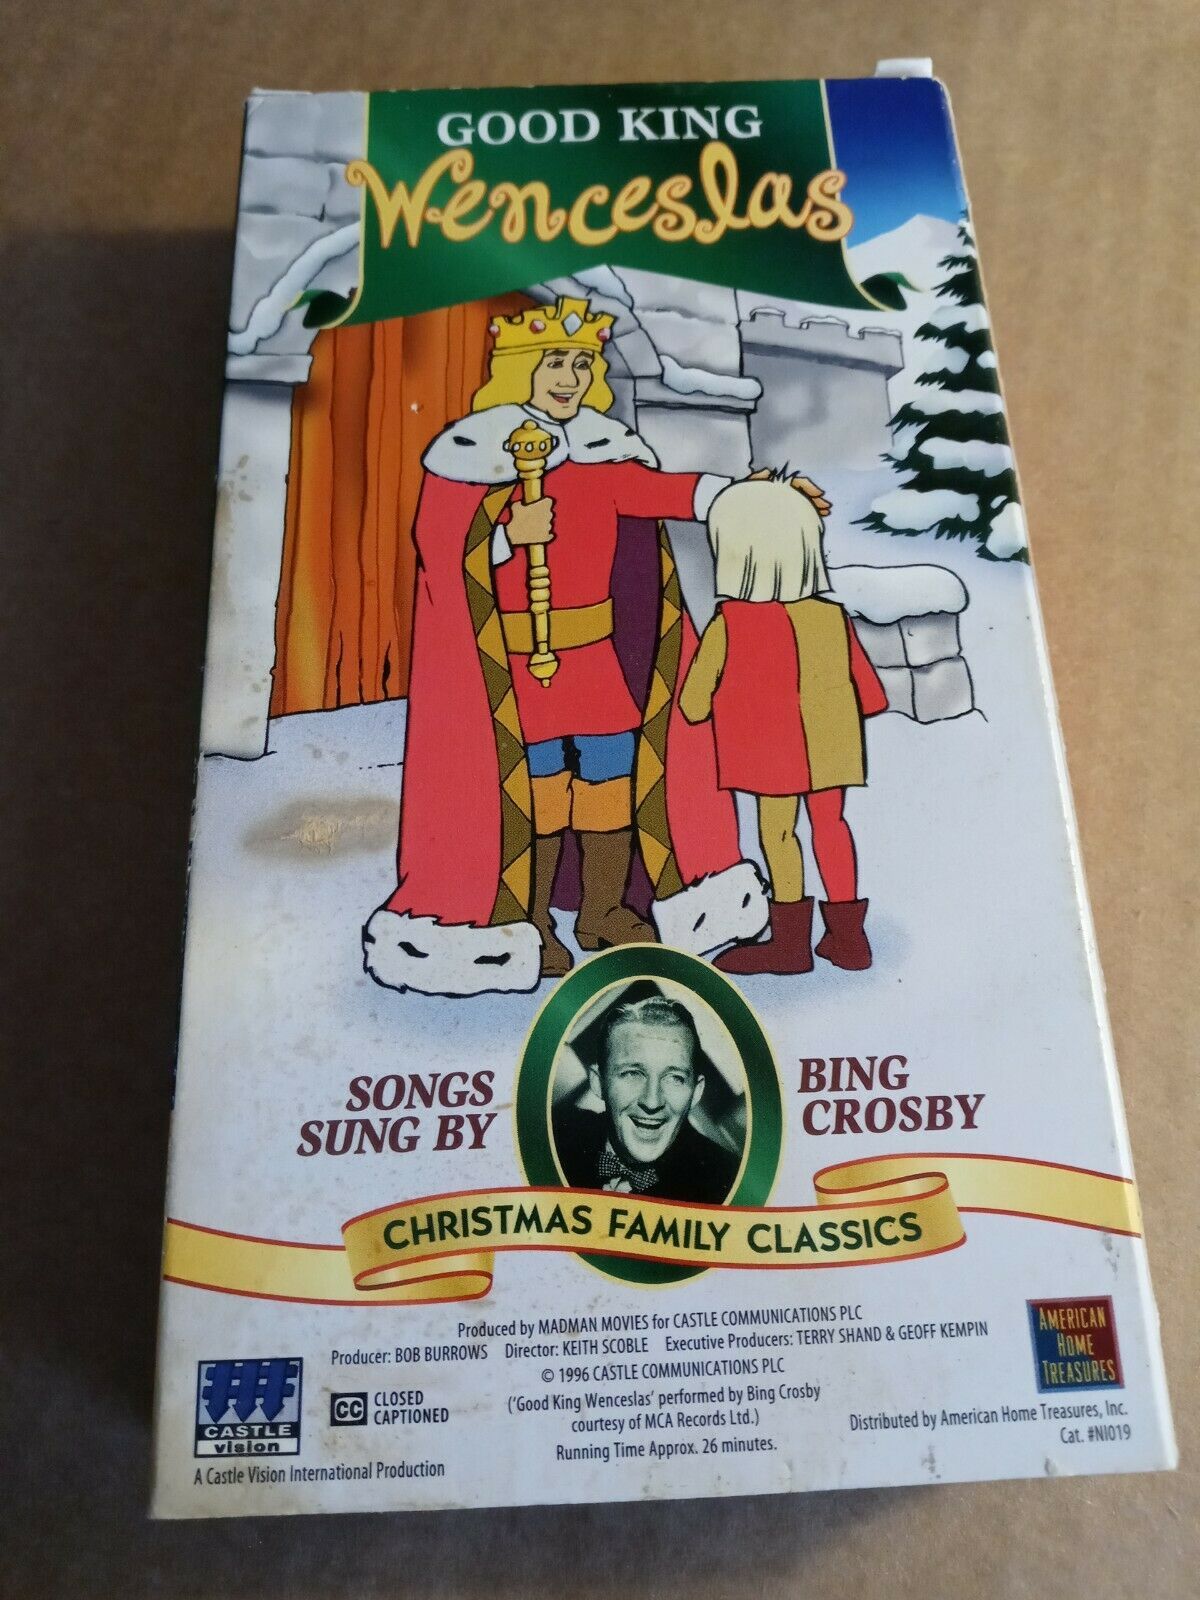 GOOD KING
Wenceslas
SONGS
SUNG BY
BING
CROSBY
CHRISTMAS FAMILY CLASSICS
Produced by MADMAN MOVIES for CASTLE COMMUNICATIONS PLC
Producer: BOB BURROWS Director: KEITH SCOBLE Executive Producers: TERRY SHAND & GEOFF KEMPIN
© 1996 CASTLE COMMUNICATIONS PLC
('Good King Wenceslas' performed by Bing Crosby
courtesy of MCA Records Ltd.)
Running Time Approx. 26 minutes.
CASTLE
vision
A Castle Vision International Production
CC
CLOSED
CAPTIONED
AMERICAN
HOME
TREASURES
Distributed by American Home Treasures, Inc.
Cat. #NI019